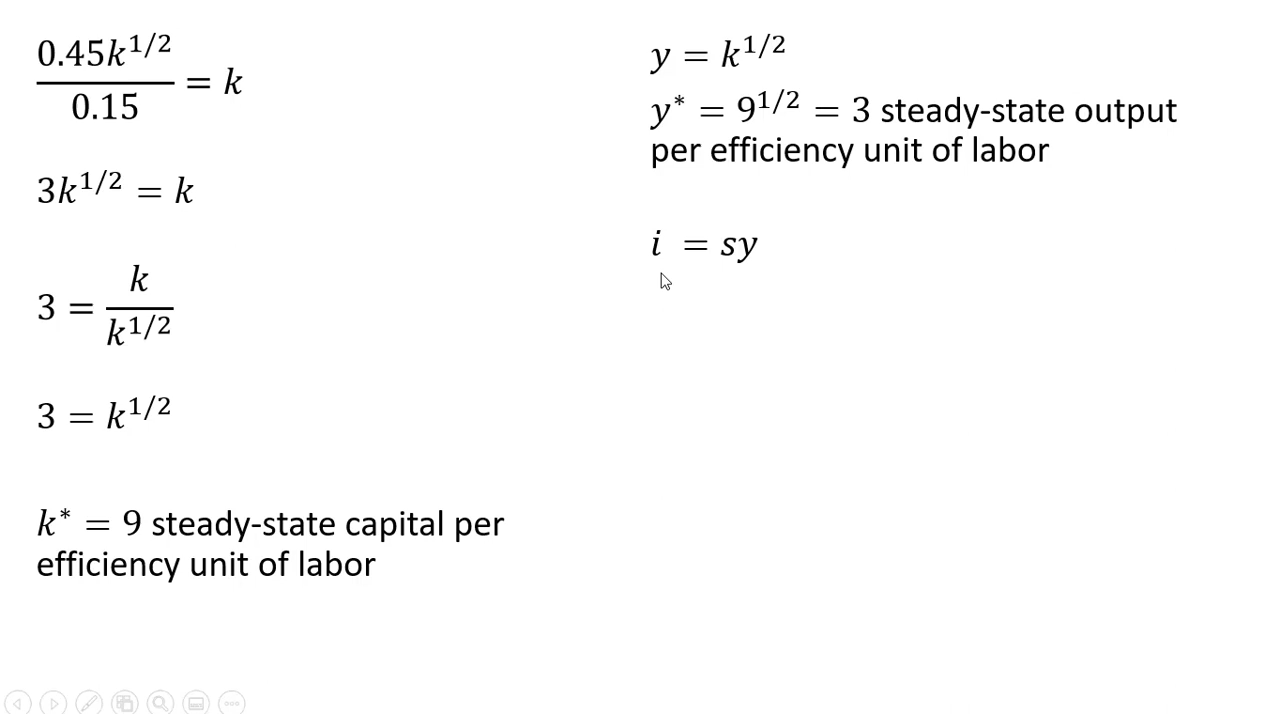 0.45k^{1/2}/0.15 = k
3k^{1/2} = k
3 = k/k^{1/2}
3 = k^{1/2}
k* = 9 steady-state capital per
efficiency unit of labor
y = k^{1/2}
y* = 9^{1/2} = 3 steady-state output
per efficiency unit of labor
i = sy